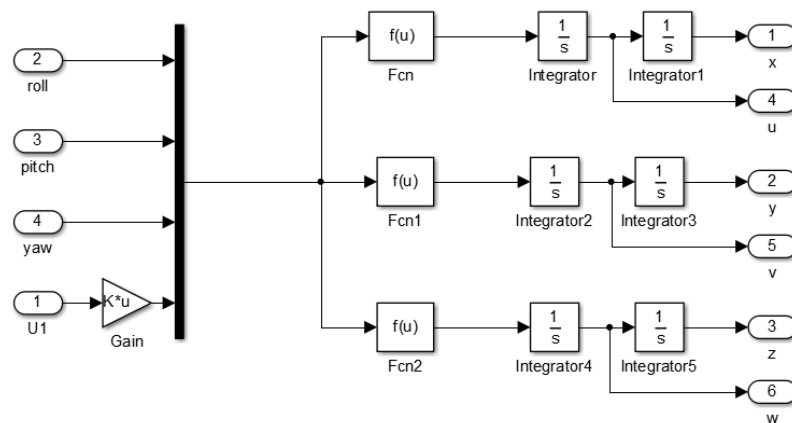 2
roll
3
pitch
4
yaw
1
U1
K*u
Gain
f(u)
Fcn
1
s
Integrator
1
s
Integrator1
1
x
4
u
f(u)
Fcn1
1
s
Integrator2
1
s
Integrator3
2
y
5
v
f(u)
Fcn2
1
s
Integrator4
1
s
Integrator5
3
z
6
w